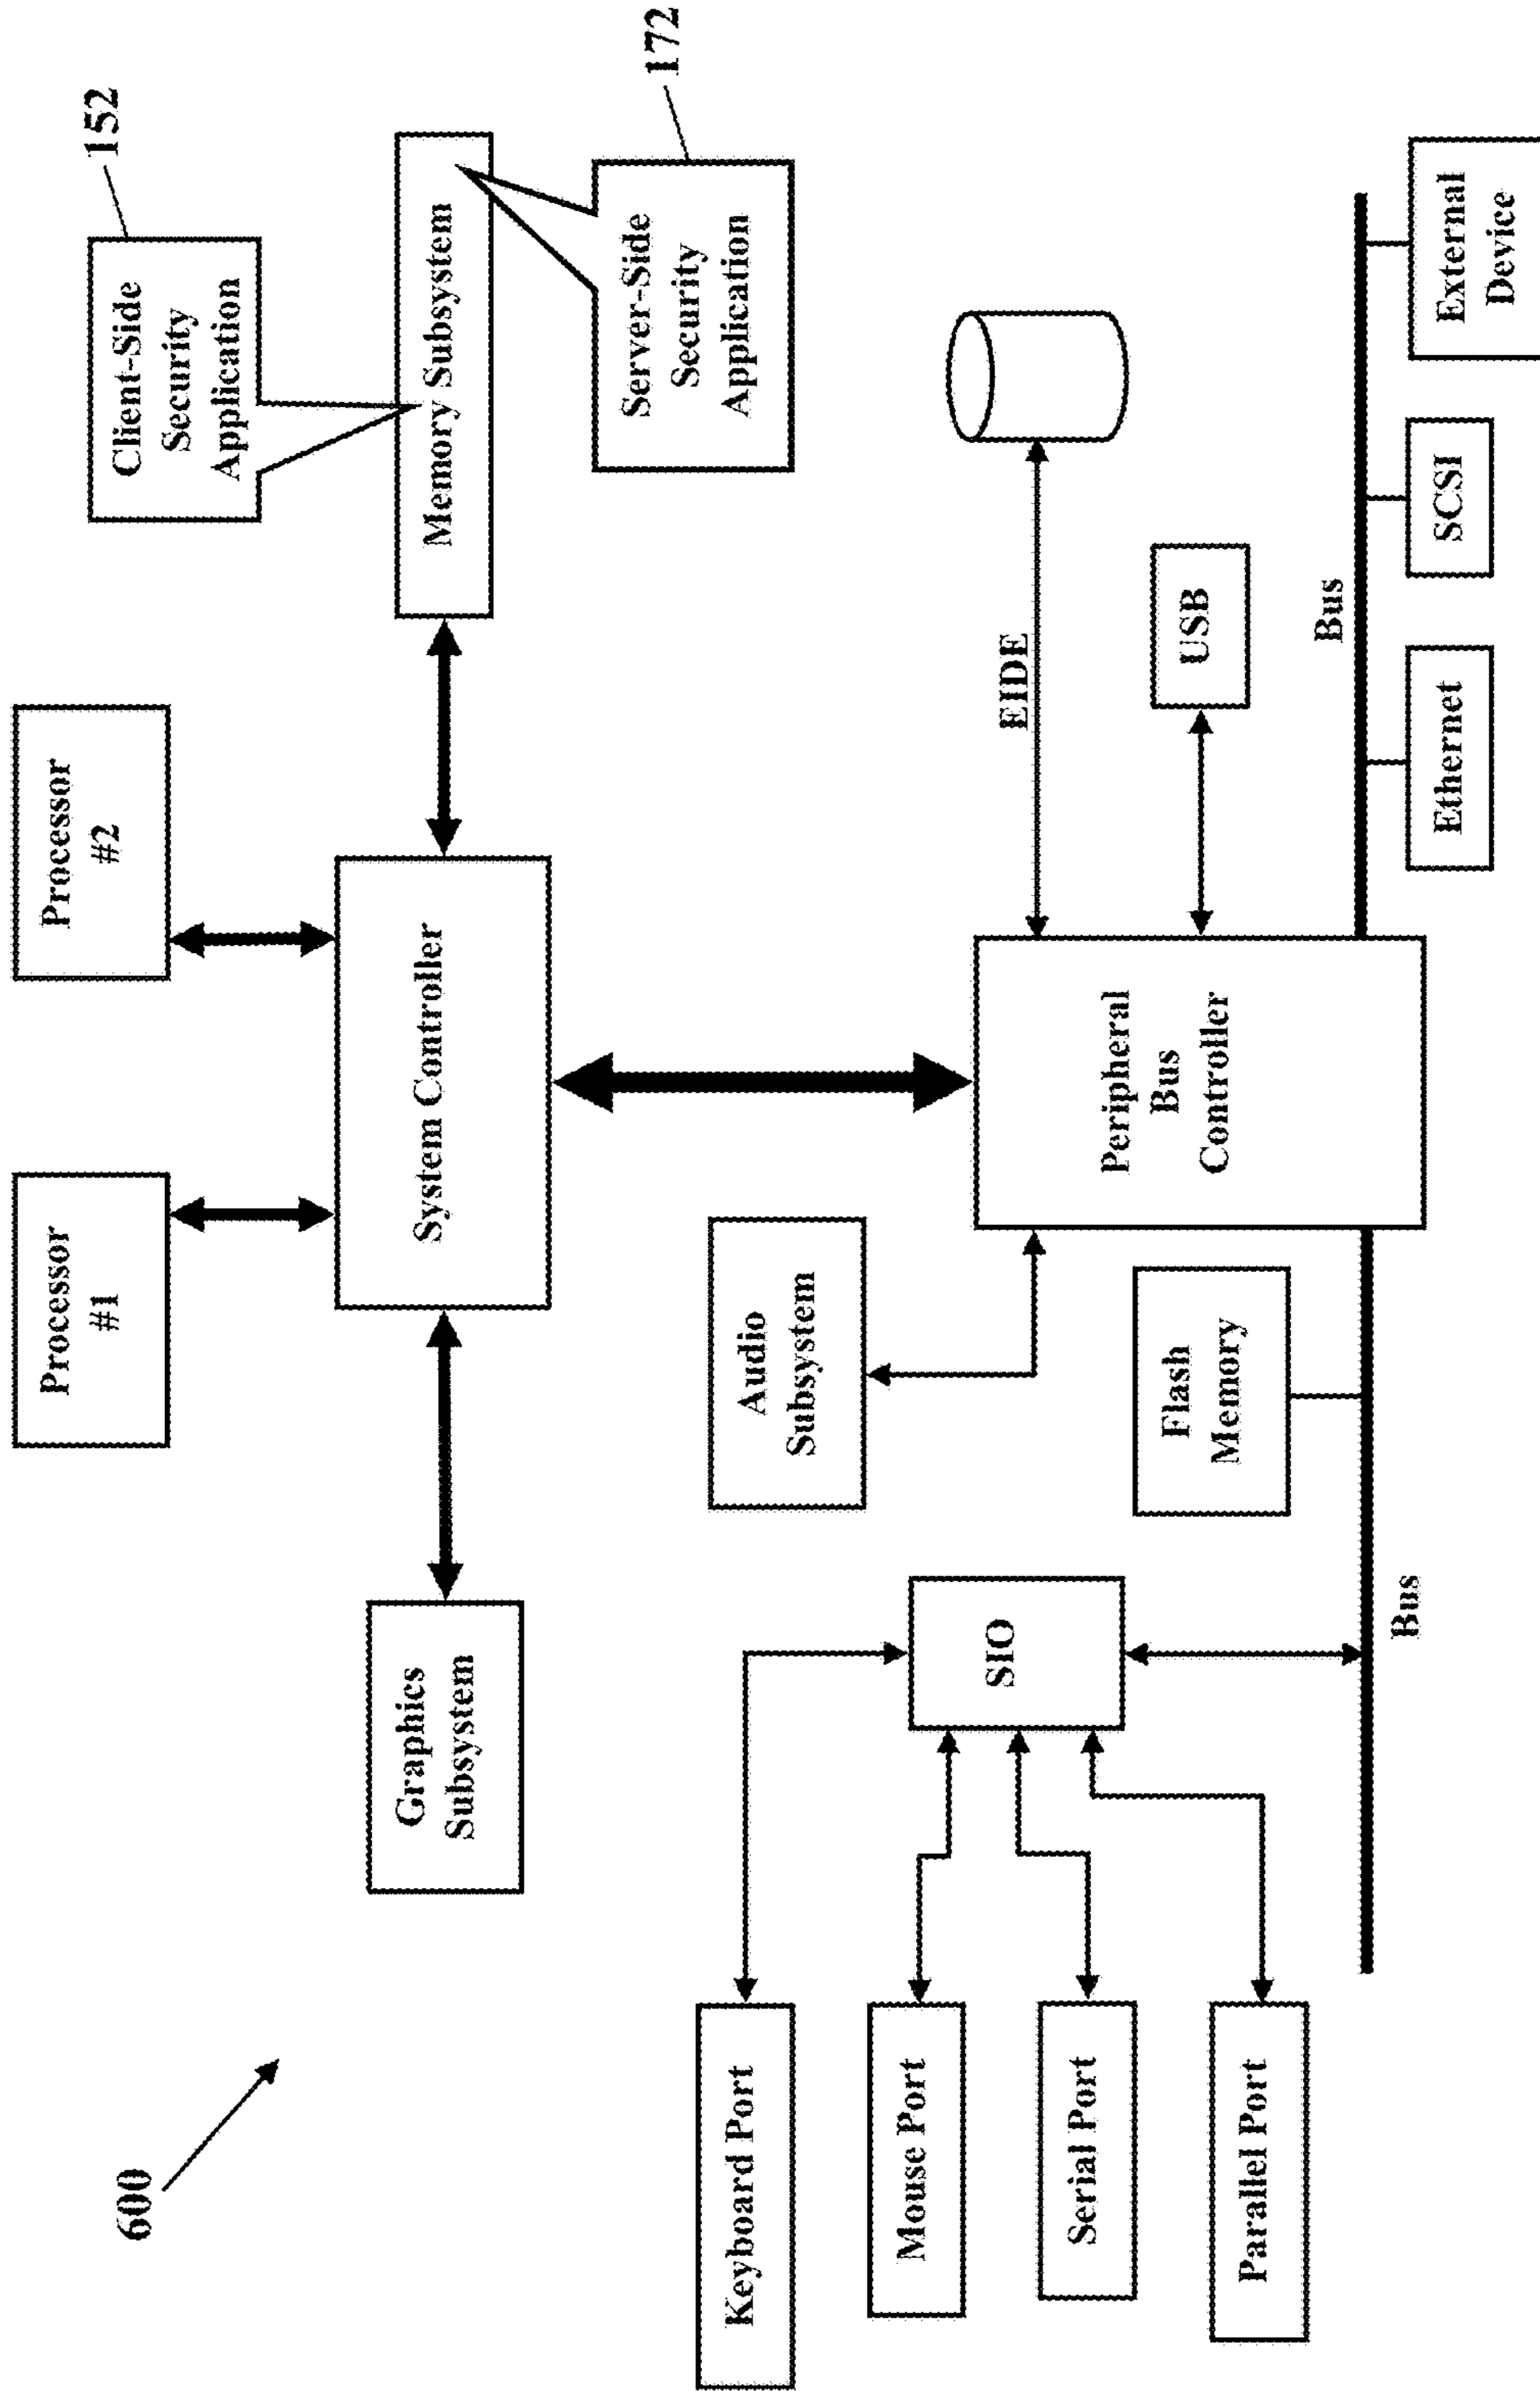 600
Processor
#1
Processor
#2
152
Client-Side
Security
Application
Graphics
Subsystem
System Controller
Memory Subsystem
Server-Side
Security
Application
172
Keyboard Port
Mouse Port
Serial Port
Parallel Port
SIO
Audio
Subsystem
Flash
Memory
Peripheral
Bus
Controller
EIDE
USB
Bus
Bus
Ethernet
SCSI
External
Device